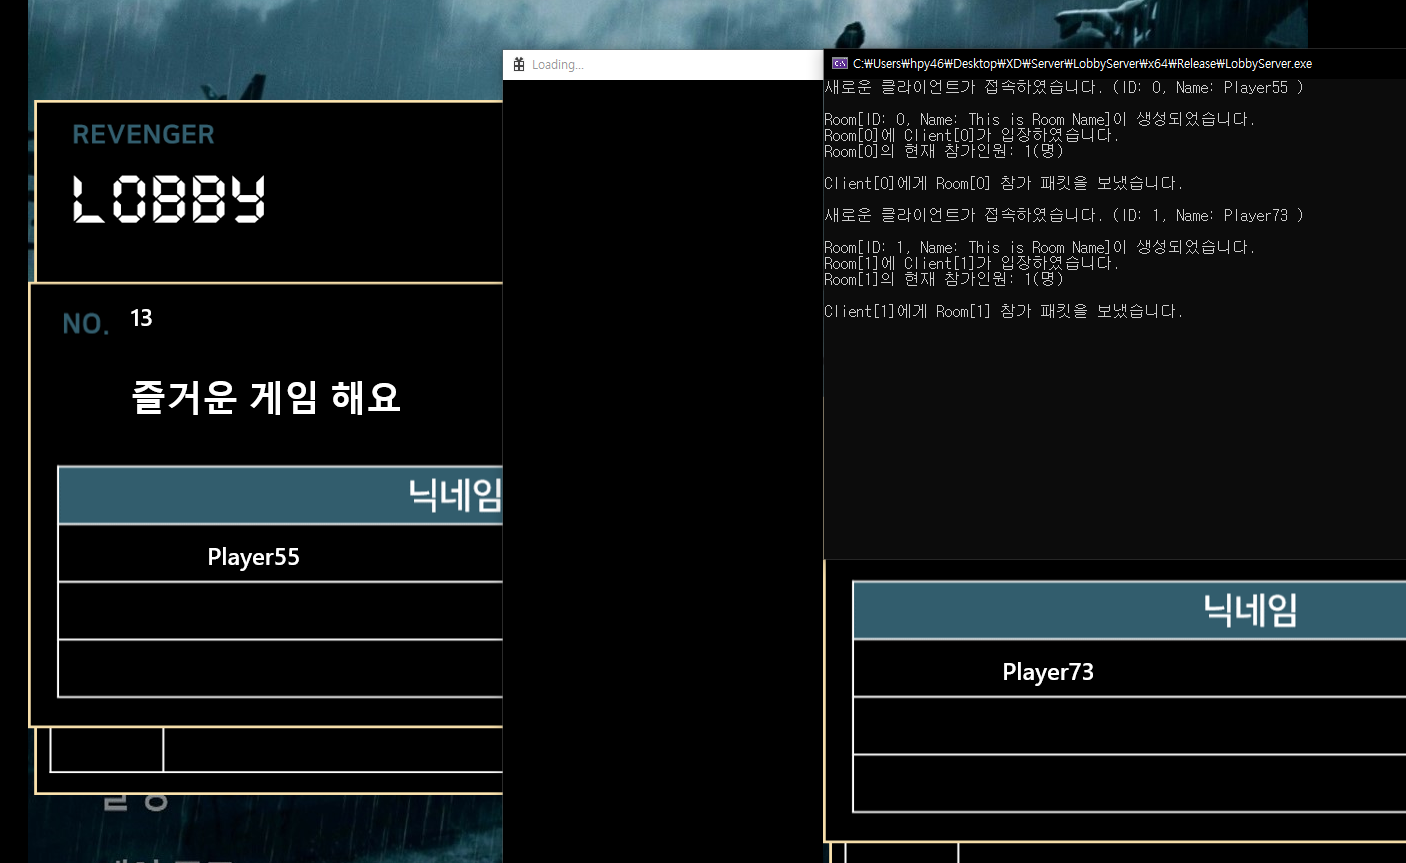 REVENGER
LOBBY
NO. 13
즐거운 게임 해요
닉네임
Player55
Loading...
C:₩Users₩hpy46₩Desktop₩XD₩Server₩LobbyServer₩x64₩Release₩LobbyServer.exe
새로운 클라이언트가 접속하였습니다. (ID: 0, Name: Player55 )
Room[ID: 0, Name: This is Room Name]이 생성되었습니다.
Room[0]에 Client[0]가 입장하였습니다.
Room[0]의 현재 참가인원: 1(명)
Client[0]에게 Room[0] 참가 패킷을 보냈습니다.
새로운 클라이언트가 접속하였습니다. (ID: 1, Name: Player73 )
Room[ID: 1, Name: This is Room Name]이 생성되었습니다.
Room[1]에 Client[1]가 입장하였습니다.
Room[1]의 현재 참가인원: 1(명)
Client[1]에게 Room[1] 참가 패킷을 보냈습니다.
닉네임
Player73